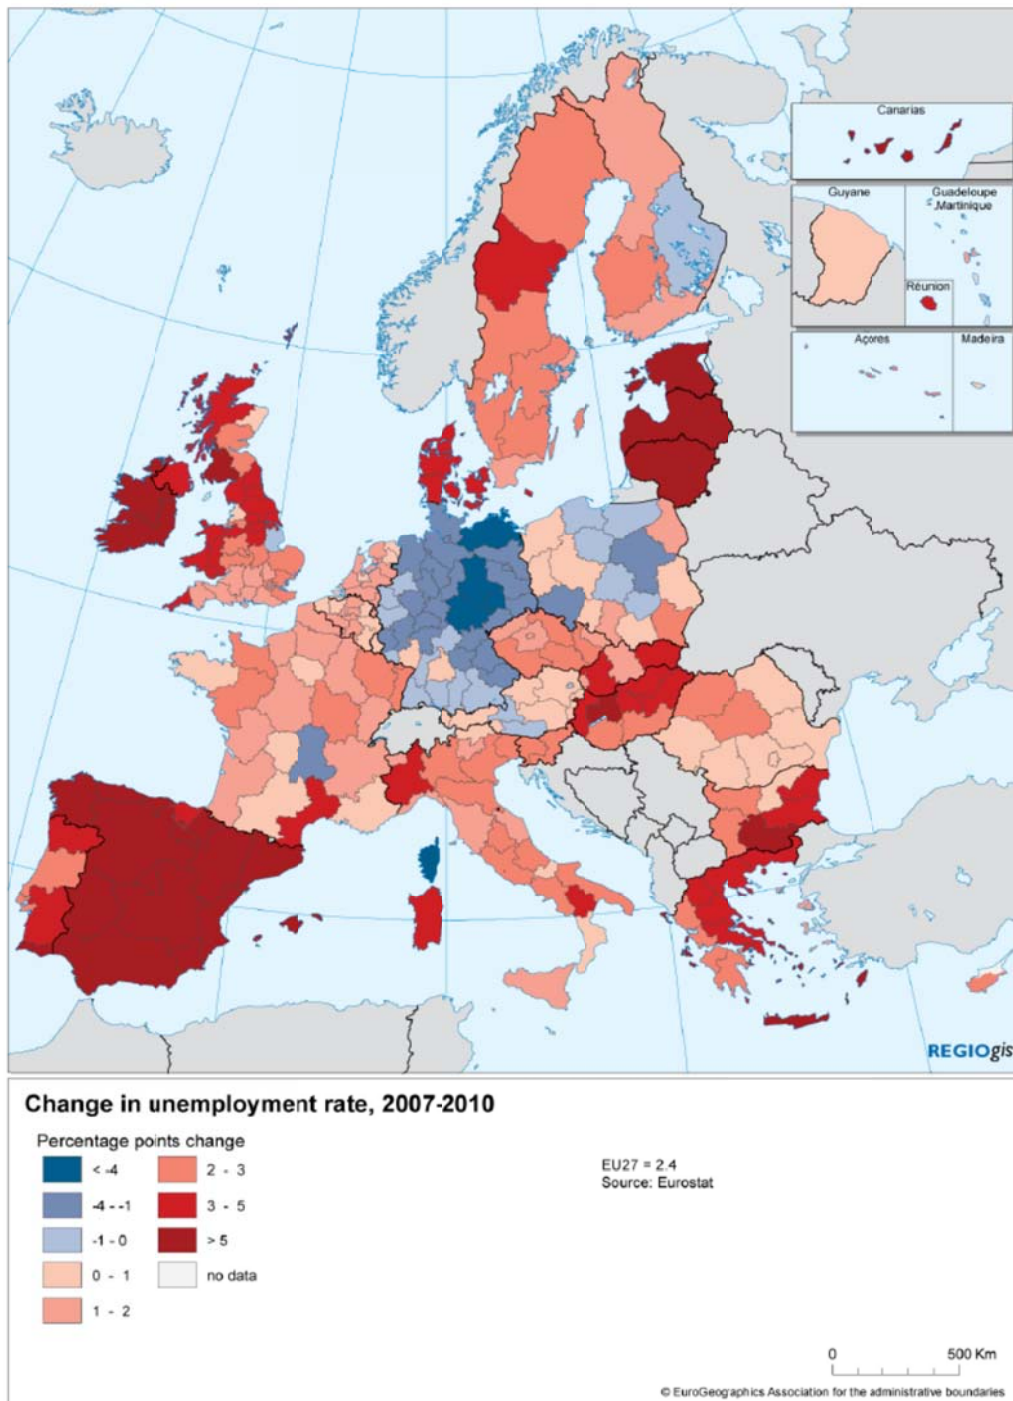 Canarias
Guyane
Guadeloupe
Martinique
Réunion
Açores
Madeira
REGIOgis
Change in unemployment rate, 2007-2010
Percentage points change
< -4
-4 - -1
-1 - 0
0 - 1
1 - 2
2 - 3
3 - 5
> 5
no data
EU27 = 2.4
Source: Eurostat
0 500 Km
© EuroGeographics Association for the administrative boundaries